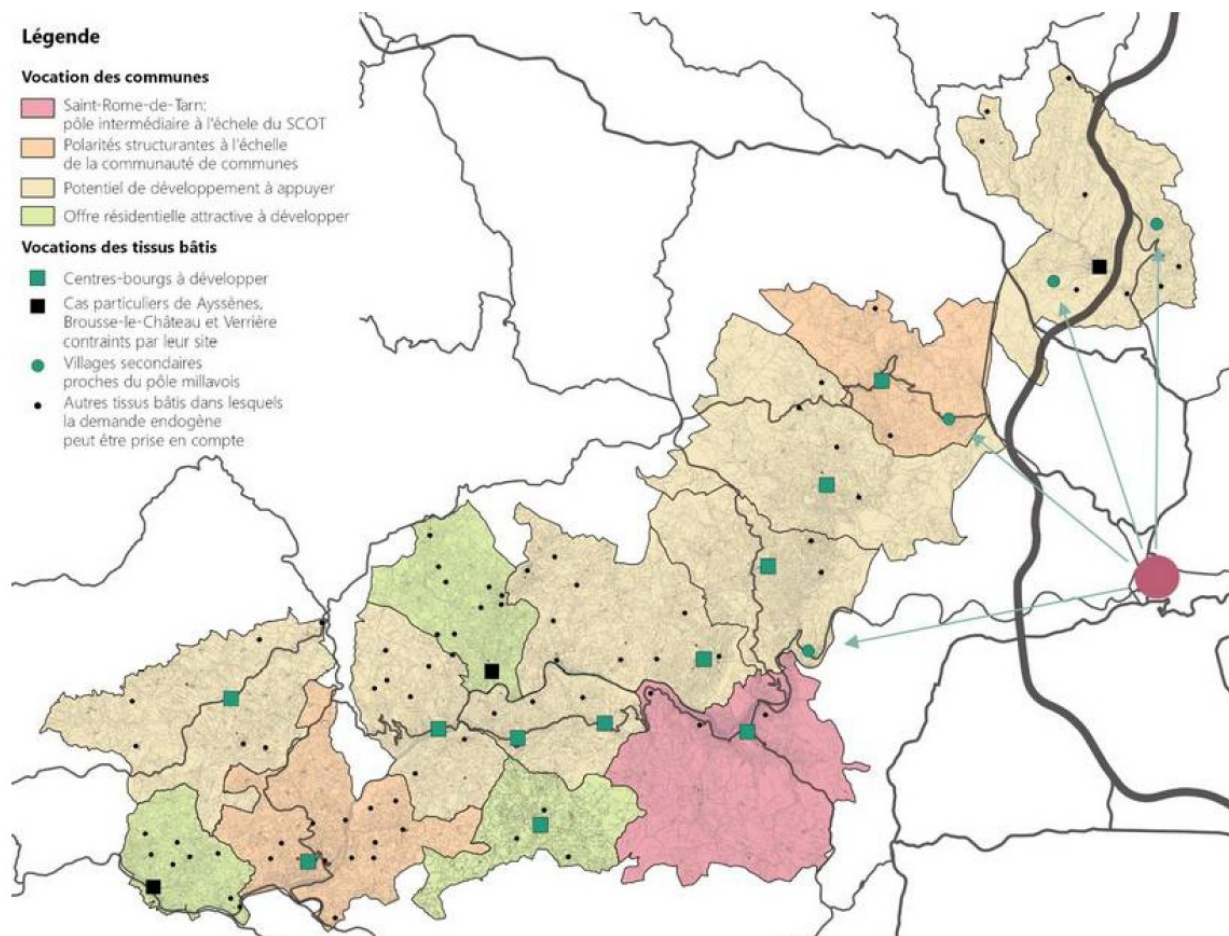 Légende
Vocation des communes
Saint-Rome-de-Tarn:
pôle intermédiaire à l'échele du SCOT
Polarités structurantes à l'échelle
de la communauté de communes
Potentiel de développement à appuyer
Offre résidentielle attractive à développer
Vocations des tissus bâtis
Centres-bourgs à développer
Cas particuliers de Ayssènes,
Brousse-le-Château et Verrière
contraints par leur site
Villages secondaires
proches du pôle millavois
Autres tissus bâtis dans lesquels
la demande endogène
peut être prise en compte